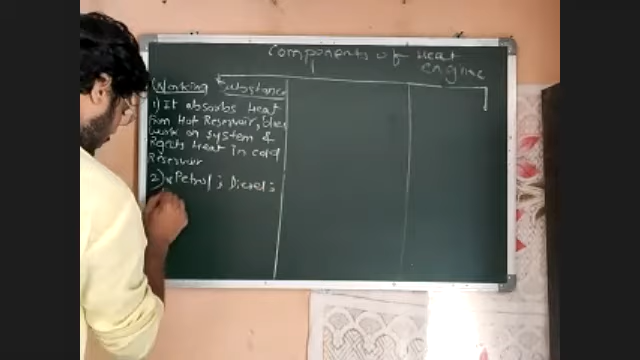 Components of Heat
engine
Working Substance
1) It absorbs Heat
from Hot Reservoir, does
work on system &
Rejects Heat In cold
Reservoir
2) Petrol; Diesel;